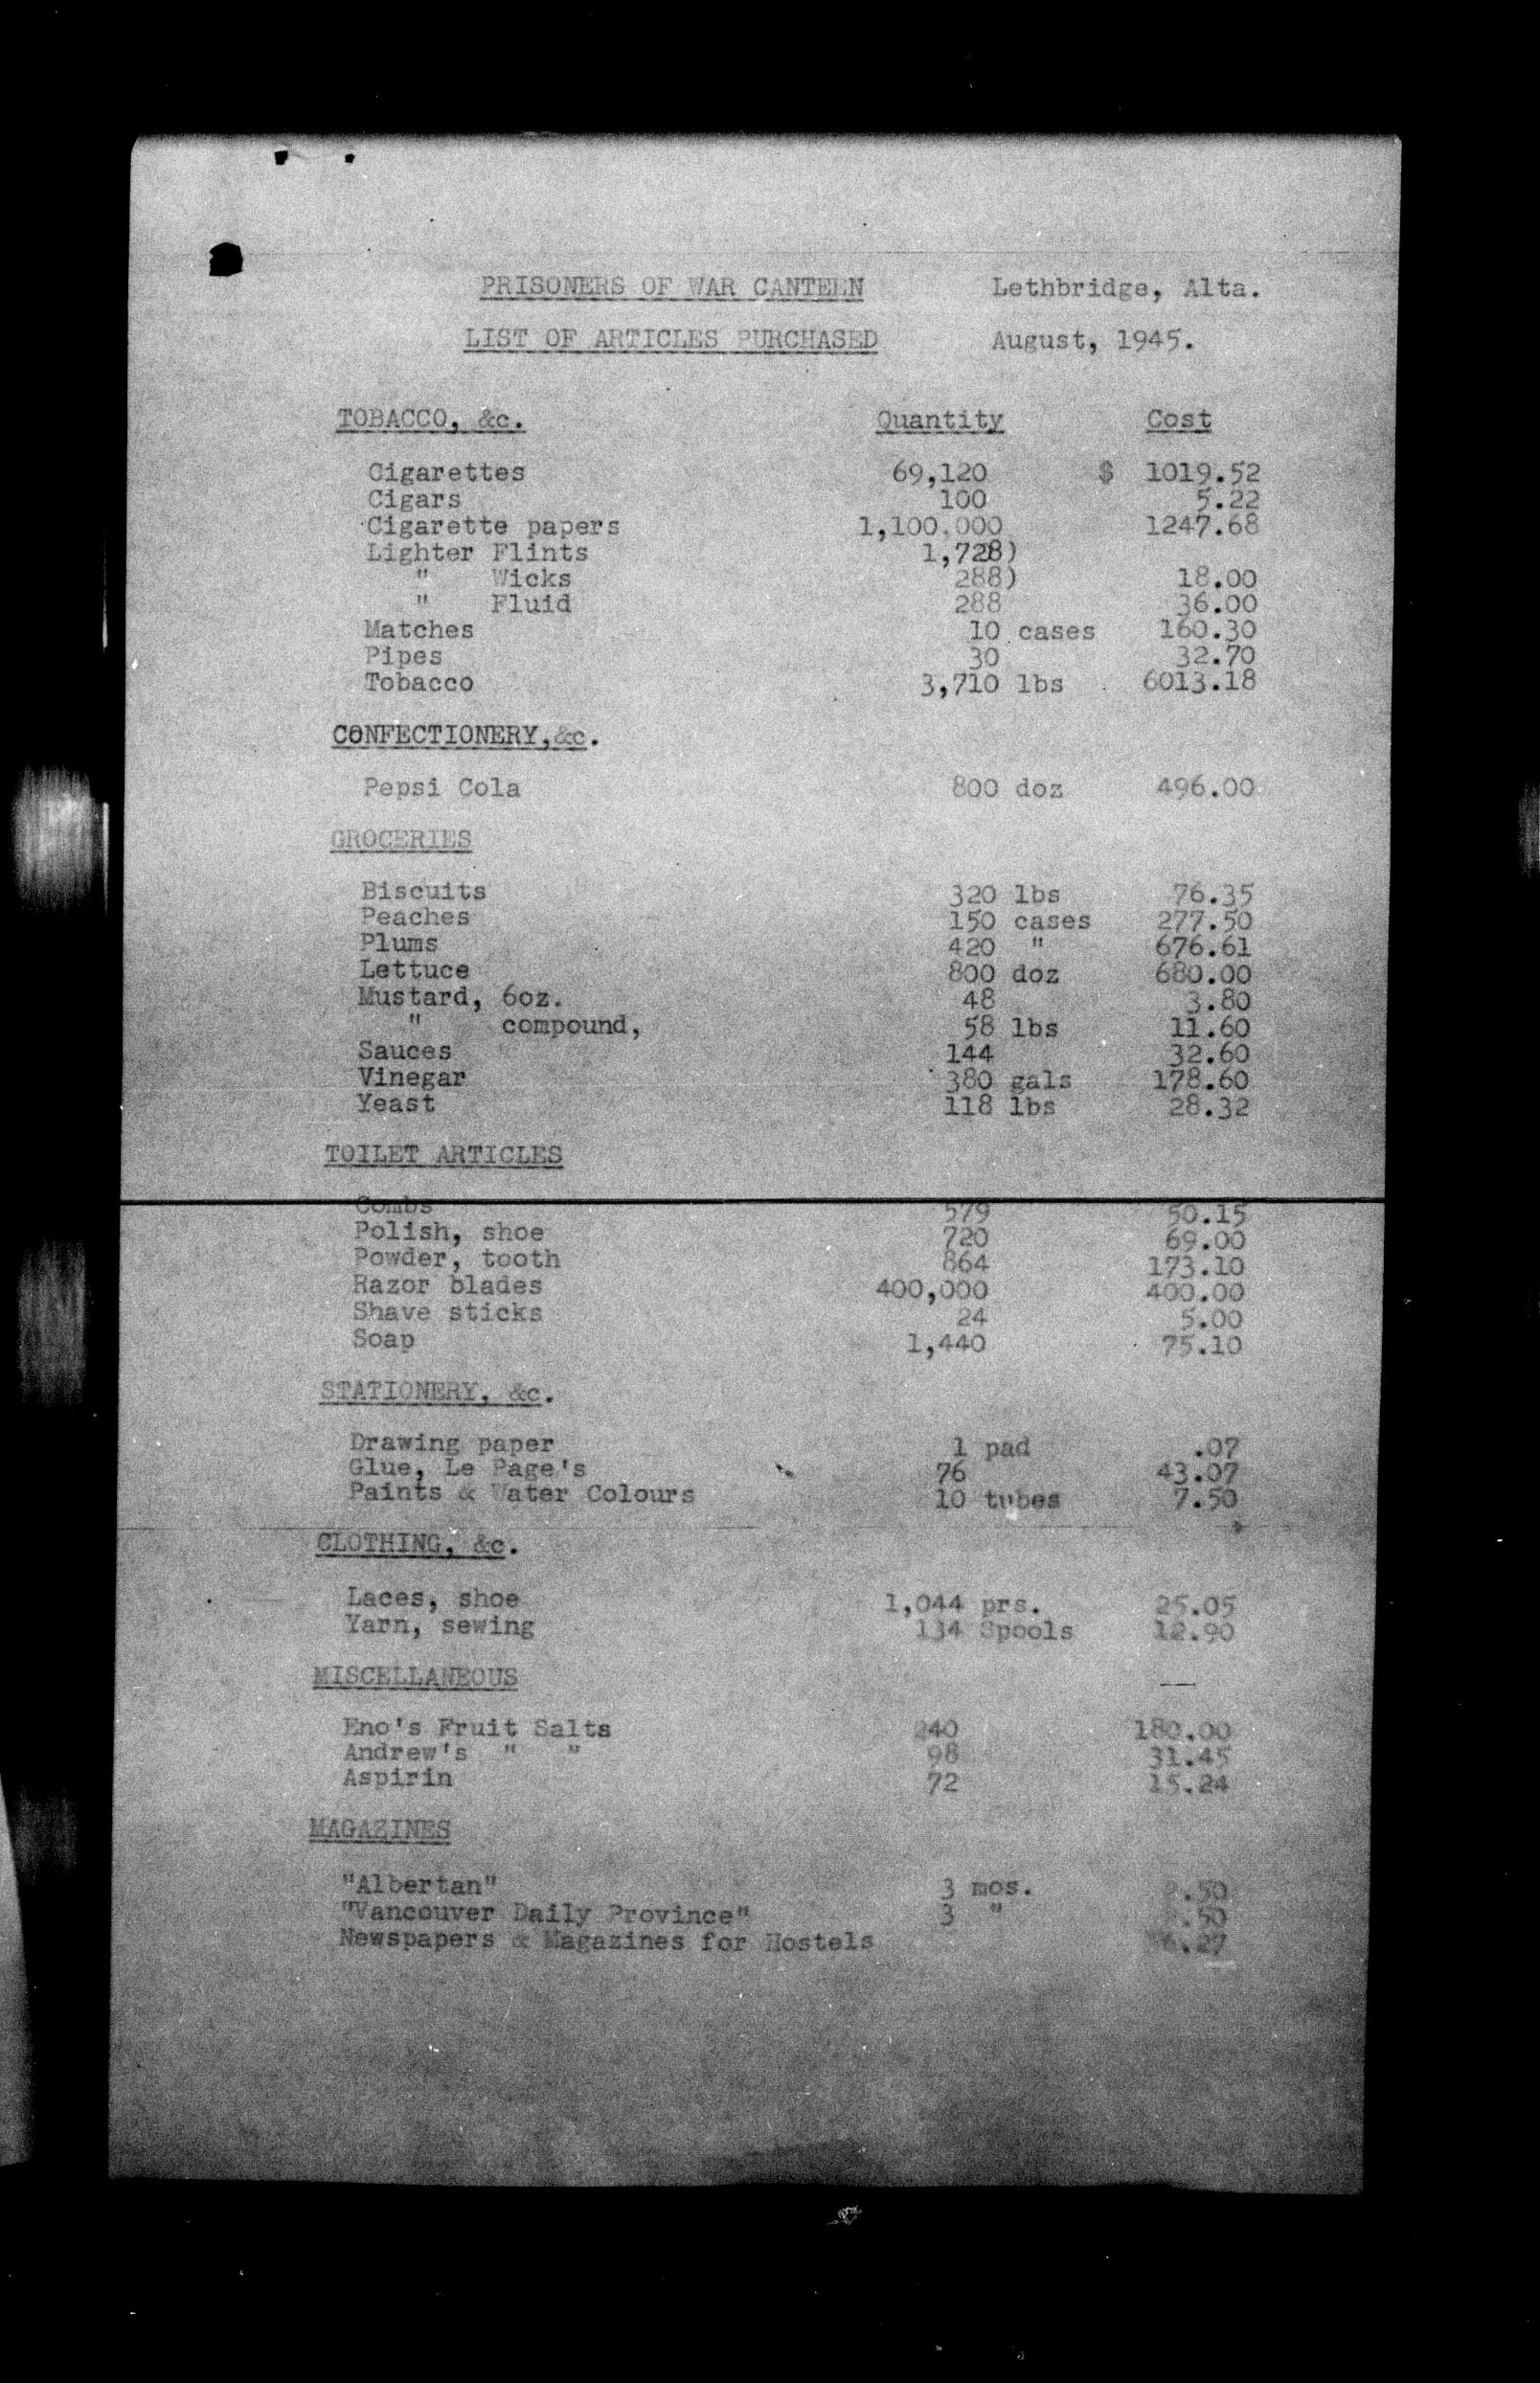 PRISONERS OF WAR CANTEEN Lethbridge, Alta.
LIST OF ARTICLES PURCHASED August, 1945.
TOBACCO, &c. Quantity Cost
Cigarettes 69,120 $ 1019.52
Cigars 100 5.22
Cigarette papers 1,100,000 1247.68
Lighter Flints 1,728)
" Wicks 288) 18.00
" Fluid 288 36.00
Matches 10 cases 160.30
Pipes 30 32.70
Tobacco 3,710 lbs 6013.18
CONFECTIONERY,&c.
Pepsi Cola 800 doz 496.00
GROCERIES
Biscuits 320 lbs 76.35
Peaches 150 cases 277.50
Plums 420 " 676.61
Lettuce 800 doz 680.00
Mustard, 6oz. 48 3.80
" compound, 58 lbs 11.60
Sauces 144 32.60
Vinegar 380 gals 178.60
Yeast 118 lbs 28.32
TOILET ARTICLES
Combs 579 50.15
Polish, shoe 720 69.00
Powder, tooth 864 173.10
Razor blades 400,000 400.00
Shave sticks 24 5.00
Soap 1,440 75.10
STATIONERY, &c.
Drawing paper 1 pad .07
Glue, Le Page's 76 43.07
Paints & Water Colours 10 tubes 7.50
CLOTHING, &c.
Laces, shoe 1,044 prs. 25.05
Yarn, sewing 134 Spools 12.90
MISCELLANEOUS
Eno's Fruit Salts 240 180.00
Andrew's " " 98 31.45
Aspirin 72 15.24
MAGAZINES
"Albertan" 3 mos.
"Vancouver Daily Province" 3 "
Newspapers & Magazines for Hostels